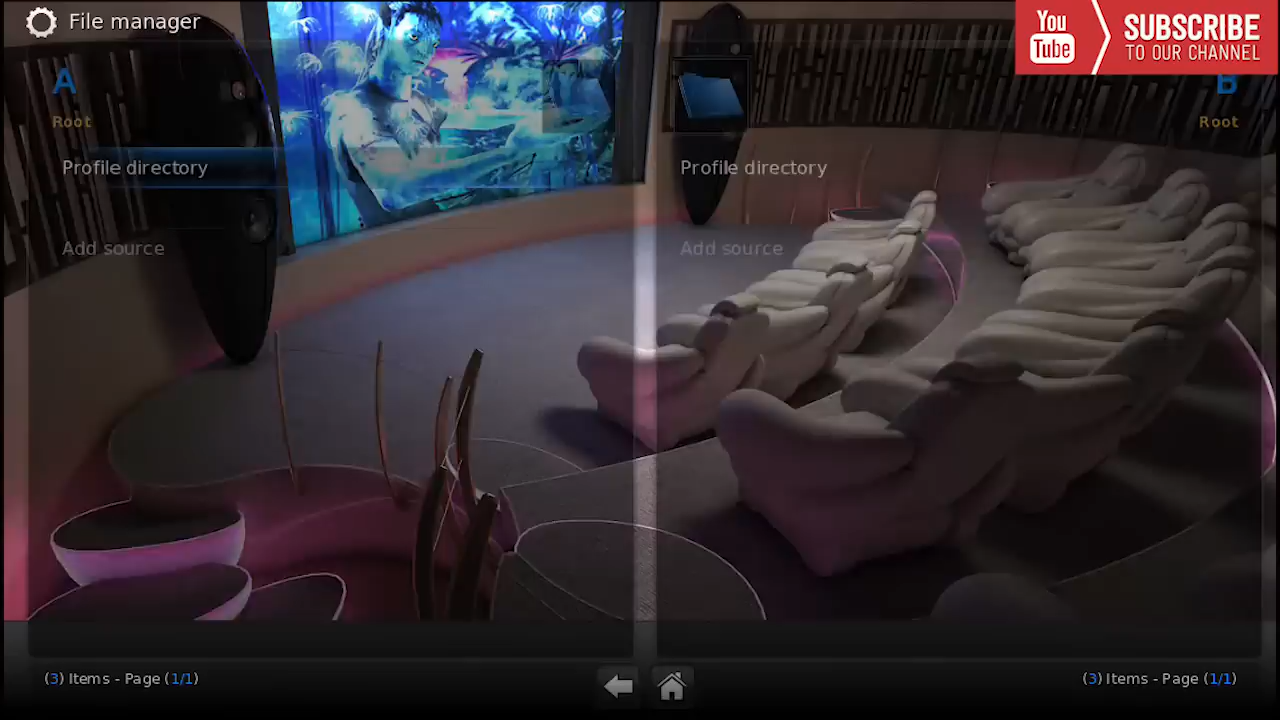 File manager
You
Tube
SUBSCRIBE
TO OUR CHANNEL
A
B
Root
Root
Profile directory
Profile directory
Add source
Add source
(3) Items - Page (1/1)
(3) Items - Page (1/1)